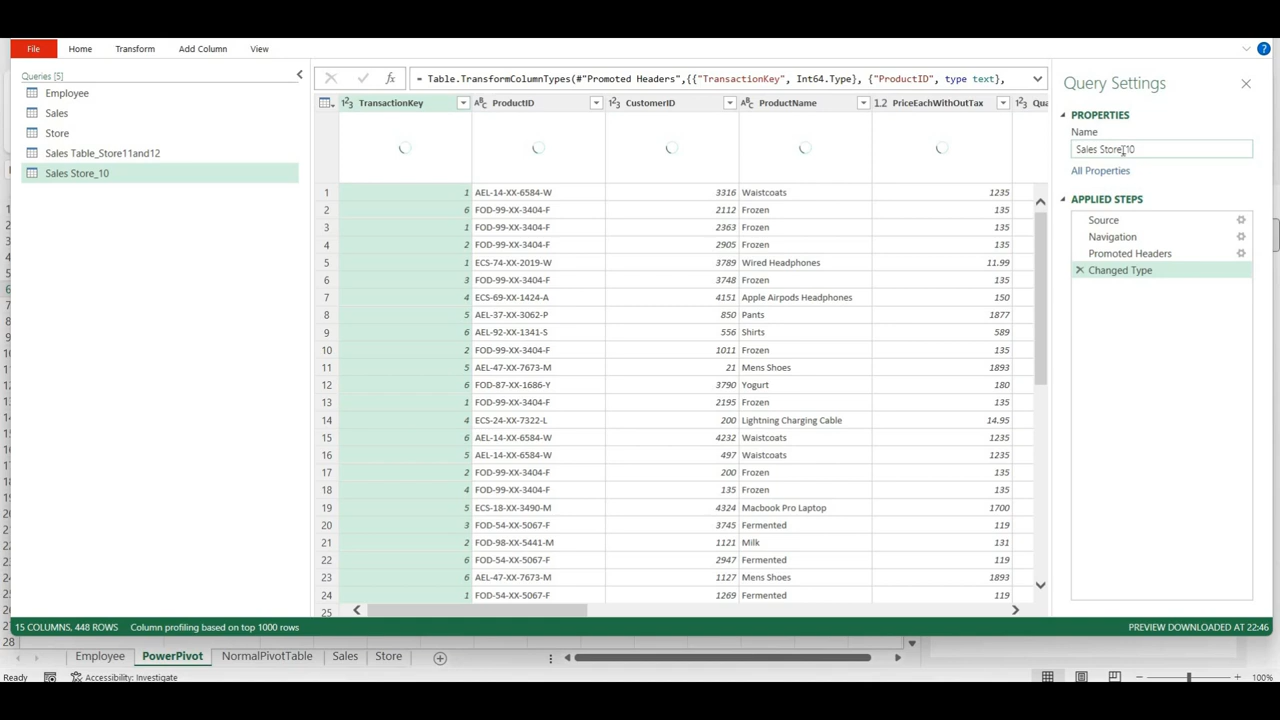 File Home Transform Add Column View
Queries [5]
Employee
Sales
Store
Sales Table_Store11and12
Sales Store_10
= Table.TransformColumnTypes(#"Promoted Headers",{{"TransactionKey", Int64.Type}, {"ProductID", type text},
TransactionKey ProductID CustomerID ProductName 1.2 PriceEachWithOutTax Qua
1 1 AEL-14-XX-6584-W 3316 Waistcoats 1235
2 6 FOD-99-XX-3404-F 2112 Frozen 135
3 1 FOD-99-XX-3404-F 2363 Frozen 135
4 2 FOD-99-XX-3404-F 2905 Frozen 135
5 1 ECS-74-XX-2019-W 3789 Wired Headphones 11.99
6 3 FOD-99-XX-3404-F 3748 Frozen 135
7 4 ECS-69-XX-1424-A 4151 Apple Airpods Headphones 150
8 5 AEL-37-XX-3062-P 850 Pants 1877
9 6 AEL-92-XX-1341-S 556 Shirts 589
10 2 FOD-99-XX-3404-F 1011 Frozen 135
11 5 AEL-47-XX-7673-M 21 Mens Shoes 1893
12 6 FOD-87-XX-1686-Y 3790 Yogurt 180
13 1 FOD-99-XX-3404-F 2195 Frozen 135
14 4 ECS-24-XX-7322-L 200 Lightning Charging Cable 14.95
15 6 AEL-14-XX-6584-W 4232 Waistcoats 1235
16 5 AEL-14-XX-6584-W 497 Waistcoats 1235
17 2 FOD-99-XX-3404-F 200 Frozen 135
18 4 FOD-99-XX-3404-F 135 Frozen 135
19 5 ECS-18-XX-3490-M 4324 Macbook Pro Laptop 1700
20 3 FOD-54-XX-5067-F 3745 Fermented 119
21 2 FOD-98-XX-5441-M 1121 Milk 131
22 6 FOD-54-XX-5067-F 2947 Fermented 119
23 6 AEL-47-XX-7673-M 1127 Mens Shoes 1893
24 1 FOD-54-XX-5067-F 1269 Fermented 119
25
Query Settings
PROPERTIES
Name
Sales Store_10
All Properties
APPLIED STEPS
Source
Navigation
Promoted Headers
Changed Type
15 COLUMNS, 448 ROWS Column profiling based on top 1000 rows PREVIEW DOWNLOADED AT 22:46
28
Employee PowerPivot NormalPivotTable Sales Store
Ready Accessibility: Investigate 100%